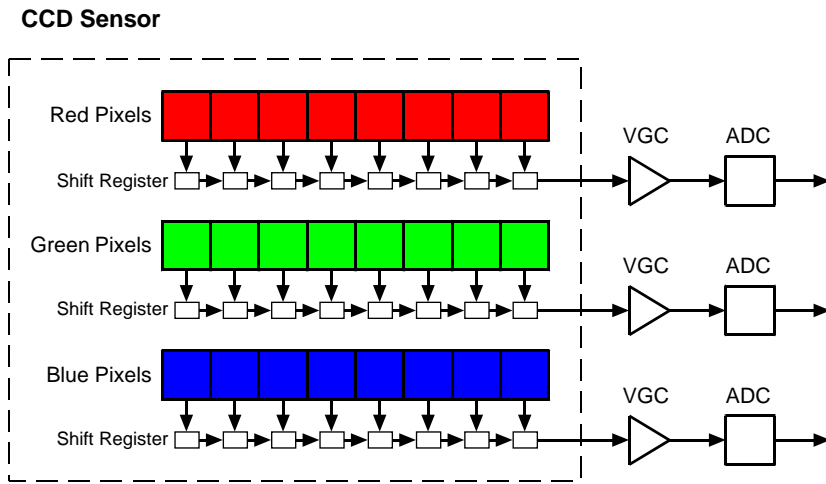 CCD Sensor
Red Pixels
VGC
ADC
Shift Register
Green Pixels
VGC
ADC
Shift Register
Blue Pixels
VGC
ADC
Shift Register